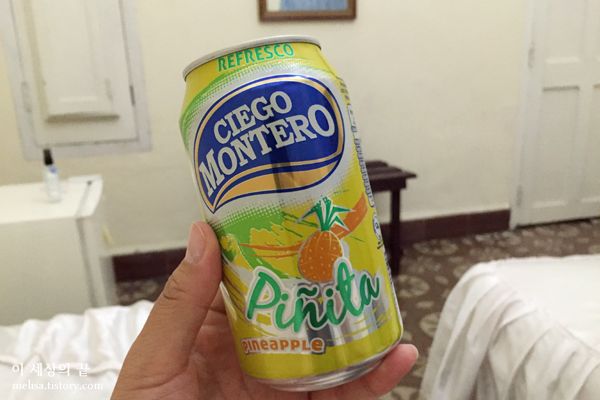 REFRESCO
CIEGO
MONTERO
Piñita
PINEAPPLE
이 세상의 끝
melisa.tistory.com